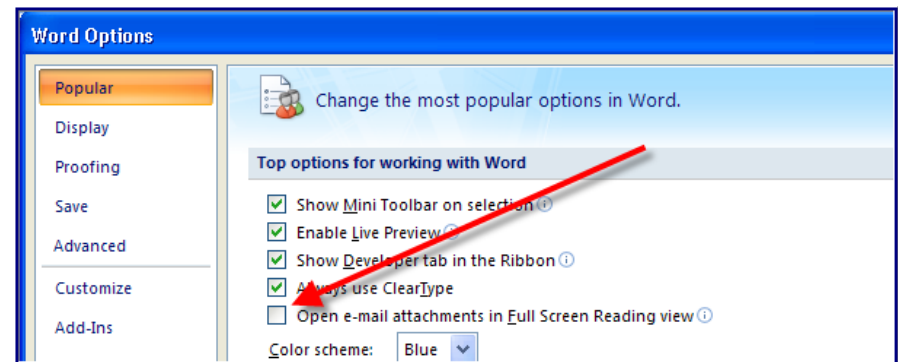 Word Options
Popular
Display
Proofing
Save
Advanced
Customize
Add-Ins
Change the most popular options in Word.
Top options for working with Word
Show Mini Toolbar on selection
Enable Live Preview
Show Developer tab in the Ribbon
Always use ClearType
Open e-mail attachments in Full Screen Reading view
Color scheme: Blue